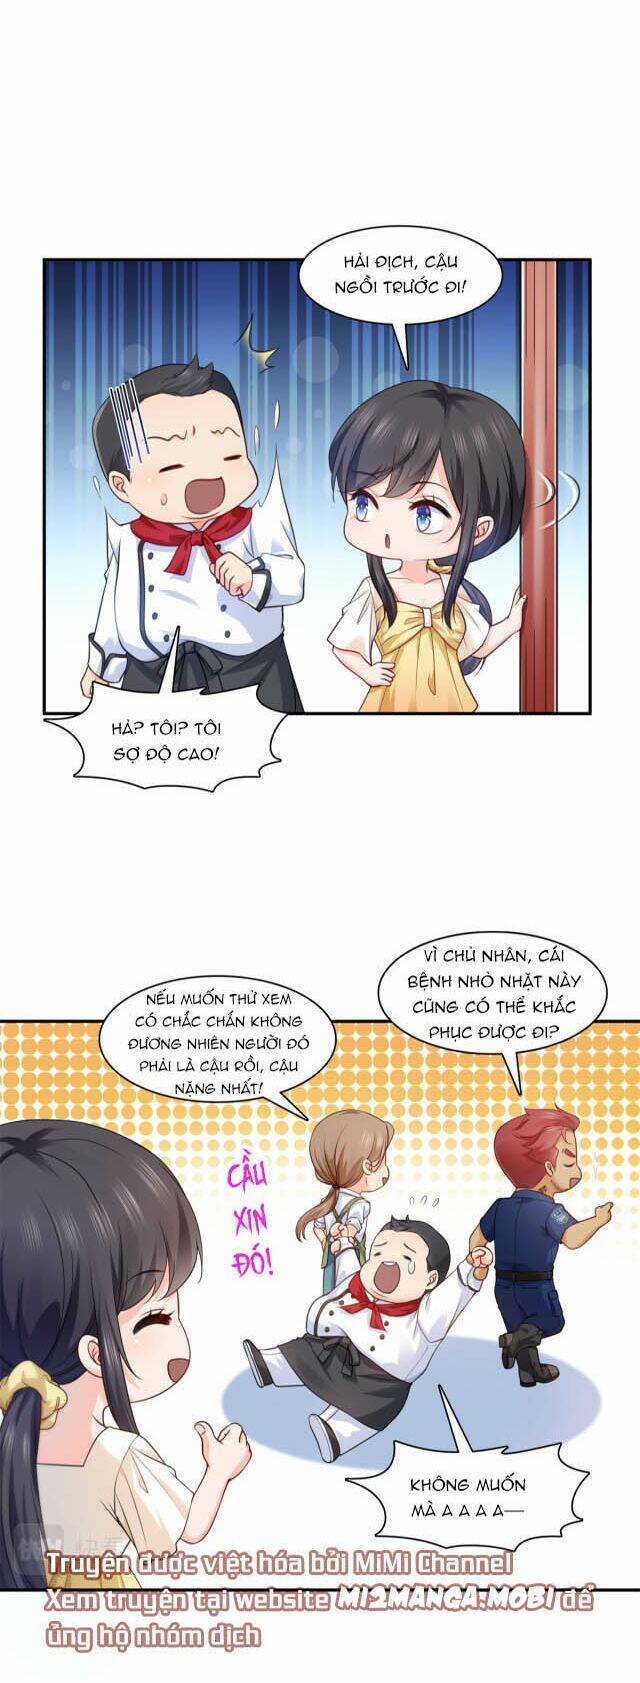 HẢI ĐỊCH, CẬU
NGỒI TRƯỚC ĐI!
HẢ? TÔI? TÔI
SỢ ĐỘ CAO!
VÌ CHỦ NHÂN, CÁI
BỆNH NHỎ NHẶT NÀY
CŨNG CÓ THỂ KHẮC
PHỤC ĐƯỢC ĐI?
NẾU MUỐN THỬ XEM
CÓ CHẮC CHẮN KHÔNG
ĐƯƠNG NHIÊN NGƯỜI ĐÓ
PHẢI LÀ CẬU RỒI, CẬU
NẶNG NHẤT!
CẦU
XIN
ĐÓ!
KHÔNG MUỐN
MÀ A A A A—
Truyện được việt hóa bởi MiMi Channel
Xem truyện tại website MI2MANGA.MOBI để
ủng hộ nhóm dịch